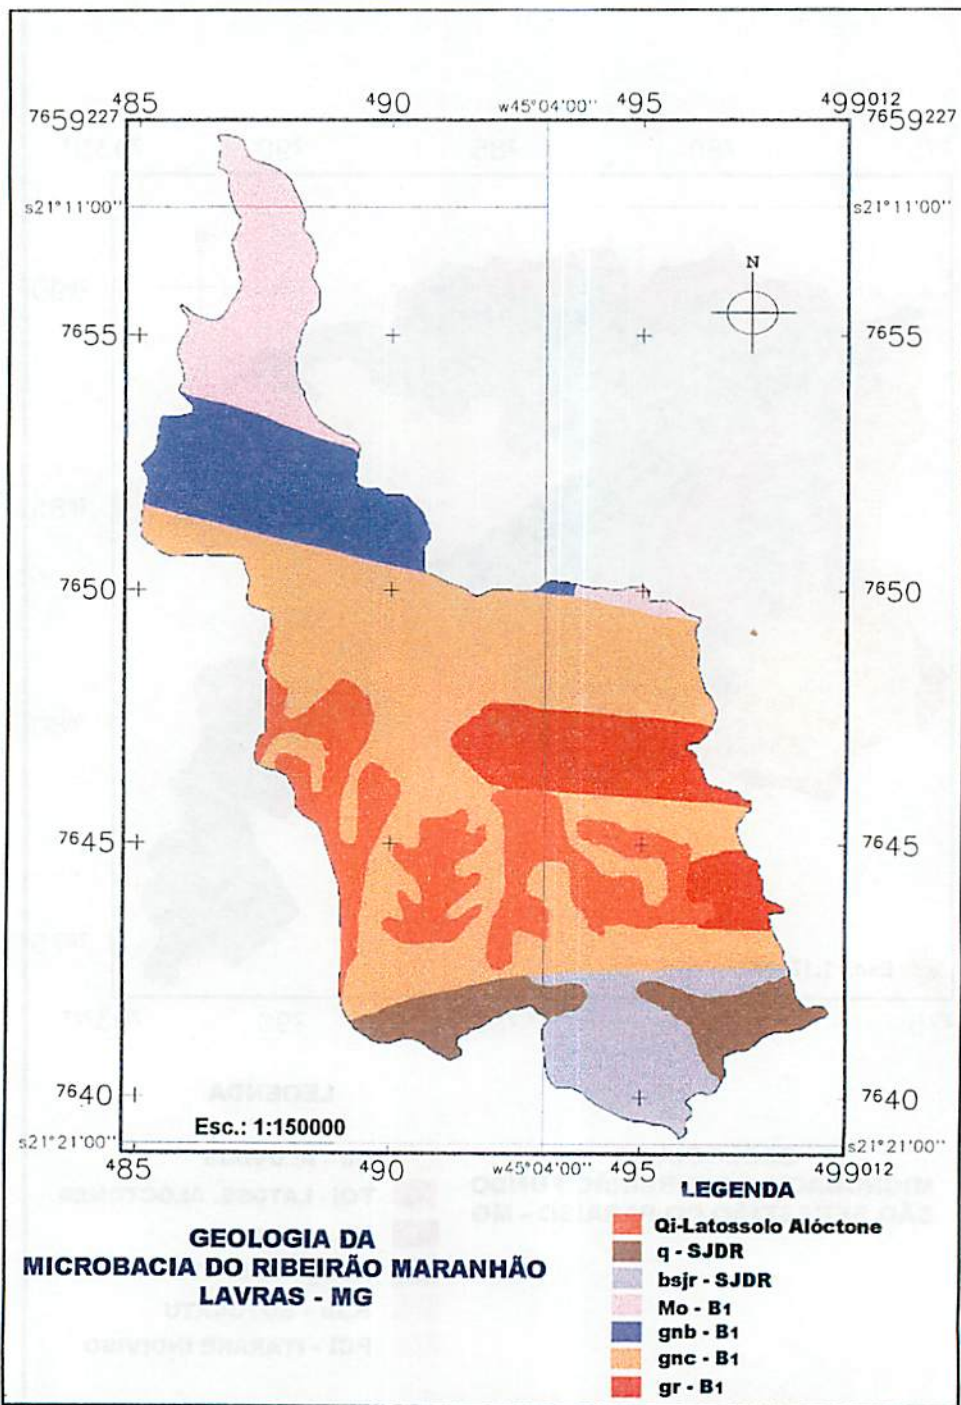 485 490 w45°04'00" 495 499012
7659227 7659227
s21°11'00" s21°11'00"
N
7655 7655
7650 7650
7645 7645
7640 7640
Esc.: 1:150000
s21°21'00" s21°21'00"
485 490 w45°04'00" 495 499012
GEOLOGIA DA
MICROBACIA DO RIBEIRÃO MARANHÃO
LAVRAS - MG
LEGENDA
Qi-Latossolo Alóctone
q - SJDR
bsjr - SJDR
Mo - B1
gnb - B1
gnc - B1
gr - B1